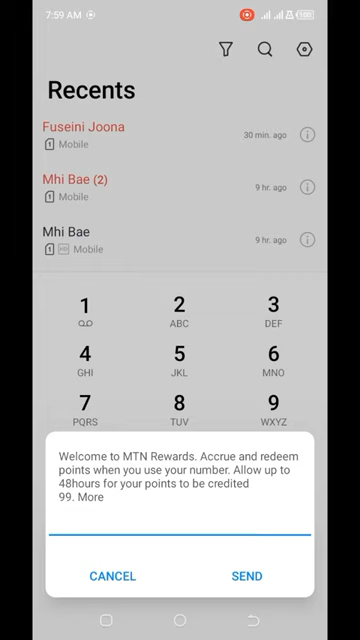 7:59 AM
Recents
Fuseini Joona
Mobile
30 min. ago
Mhi Bae (2)
Mobile
9 hr. ago
Mhi Bae
HD Mobile
9 hr. ago
1 2 3
ABC DEF
4 5 6
GHI JKL MNO
7 8 9
PQRS TUV WXYZ
Welcome to MTN Rewards. Accrue and redeem
points when you use your number. Allow up to
48hours for your points to be credited
99. More
CANCEL SEND